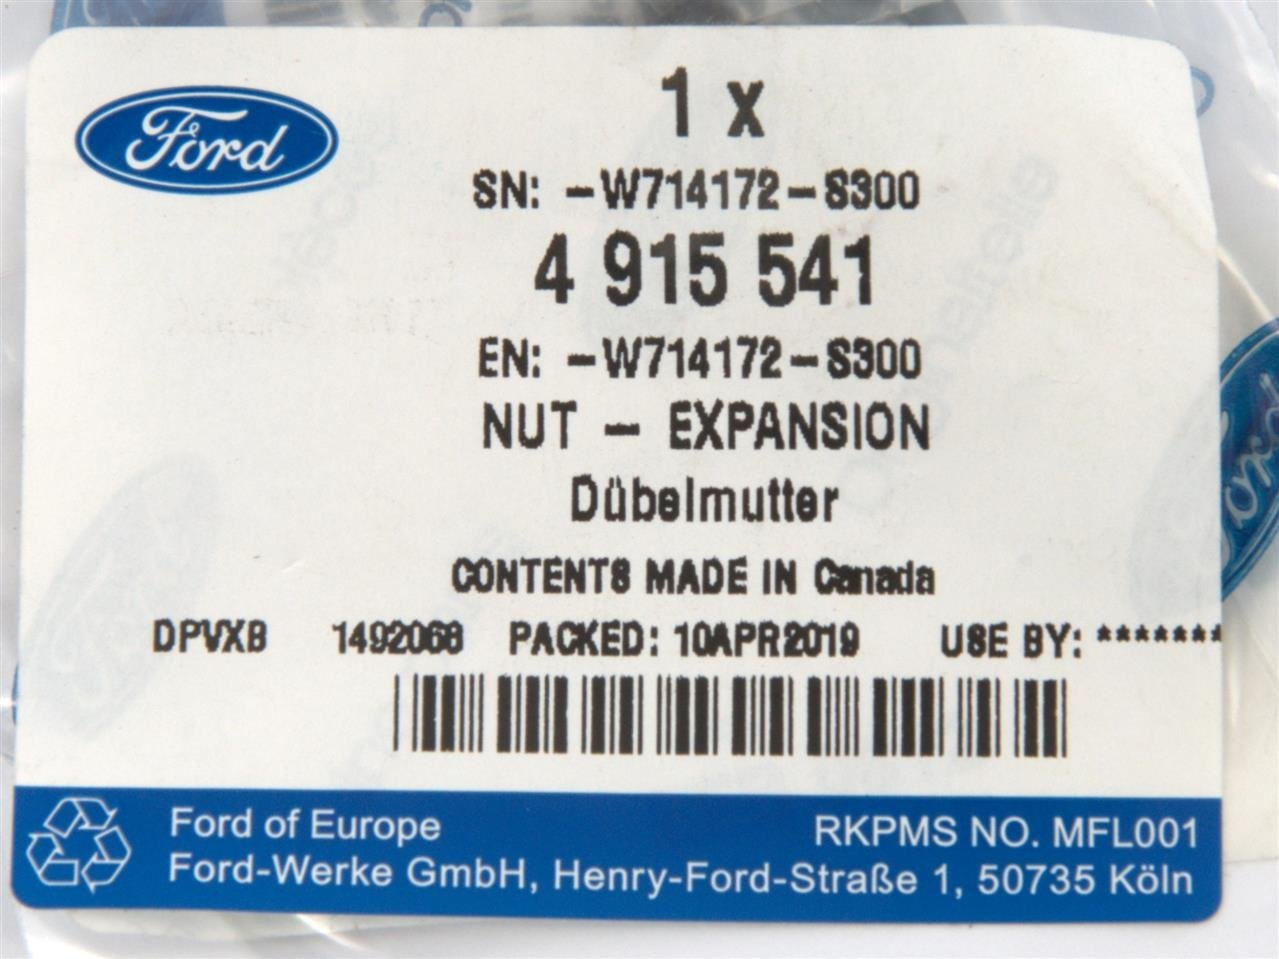 Ford
1 x
SN: -W714172-S300
4 915 541
EN: -W714172-S300
NUT - EXPANSION
Dübelmutter
CONTENTS MADE IN Canada
DPVXB 1492068 PACKED: 10APR2019 USE BY: *******
Ford of Europe
RKPMS NO. MFL001
Ford-Werke GmbH, Henry-Ford-Straße 1, 50735 Köln
Ford